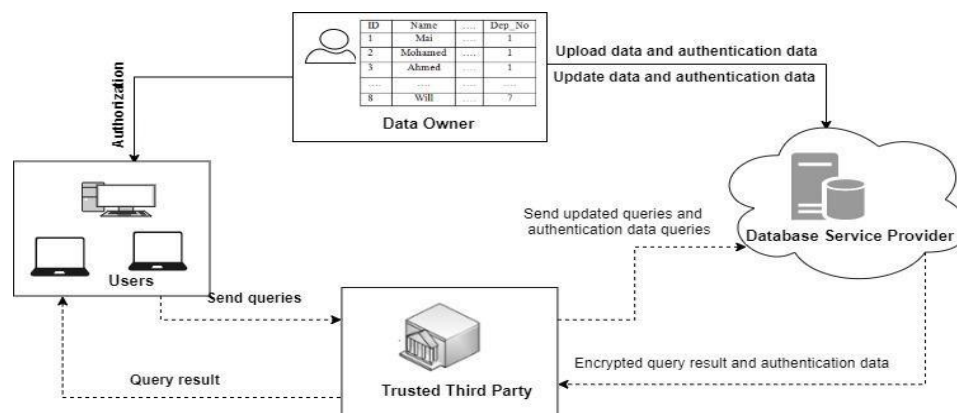 ID Name .... Dep_No
1 Mai .... 1
2 Mohamed .... 1
3 Ahmed .... 1
.... .... .... ....
8 Will .... 7
Data Owner
Upload data and authentication data
Update data and authentication data
Authorization
Users
Send queries
Query result
Trusted Third Party
Send updated queries and
authentication data queries
Database Service Provider
Encrypted query result and authentication data